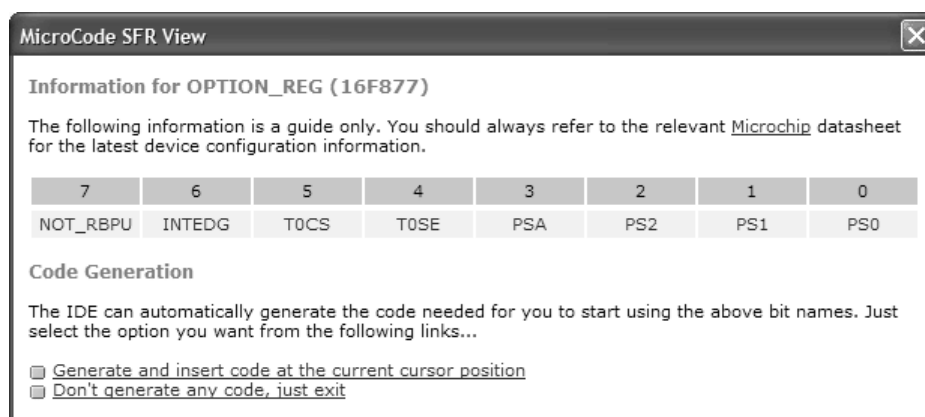 MicroCode SFR View
Information for OPTION_REG (16F877)
The following information is a guide only. You should always refer to the relevant Microchip datasheet
for the latest device configuration information.
7 6 5 4 3 2 1 0
NOT_RBPU INTEDG T0CS T0SE PSA PS2 PS1 PS0
Code Generation
The IDE can automatically generate the code needed for you to start using the above bit names. Just
select the option you want from the following links...
Generate and insert code at the current cursor position
Don't generate any code, just exit